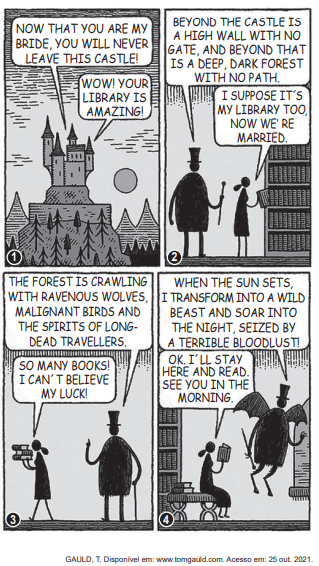 NOW THAT YOU ARE MY
BRIDE, YOU WILL NEVER
LEAVE THIS CASTLE!
WOW! YOUR
LIBRARY IS
AMAZING!
1
BEYOND THE CASTLE IS
A HIGH WALL WITH NO
GATE, AND BEYOND THAT
IS A DEEP, DARK FOREST
WITH NO PATH.
I SUPPOSE IT'S
MY LIBRARY TOO,
NOW WE'RE
MARRIED.
2
THE FOREST IS CRAWLING
WITH RAVENOUS WOLVES,
MALIGNANT BIRDS AND
THE SPIRITS OF LONG-
DEAD TRAVELLERS.
SO MANY BOOKS!
I CAN´T BELIEVE
MY LUCK!
3
WHEN THE SUN SETS,
I TRANSFORM INTO A WILD
BEAST AND SOAR INTO
THE NIGHT, SEIZED BY
A TERRIBLE BLOODLUST!
OK. I'LL STAY
HERE AND READ.
SEE YOU IN THE
MORNING.
4
GAULD, T. Disponível em: www.tomgauld.com. Acesso em: 25 out. 2021.